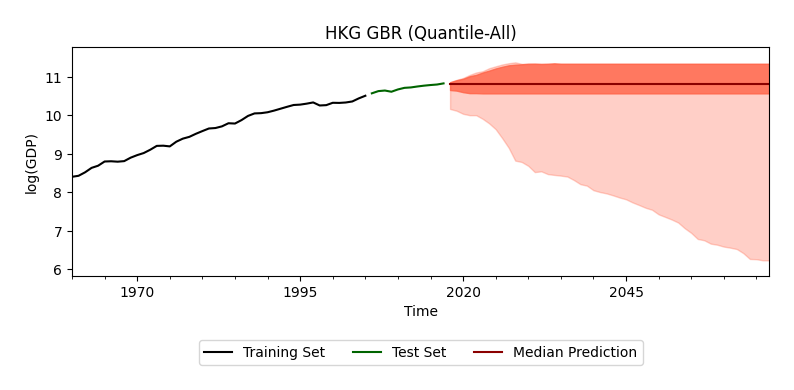 HKG GBR (Quantile-All)
log(GDP)
11
10
9
8
7
6
1970
1995
2020
2045
Time
Training Set
Test Set
Median Prediction